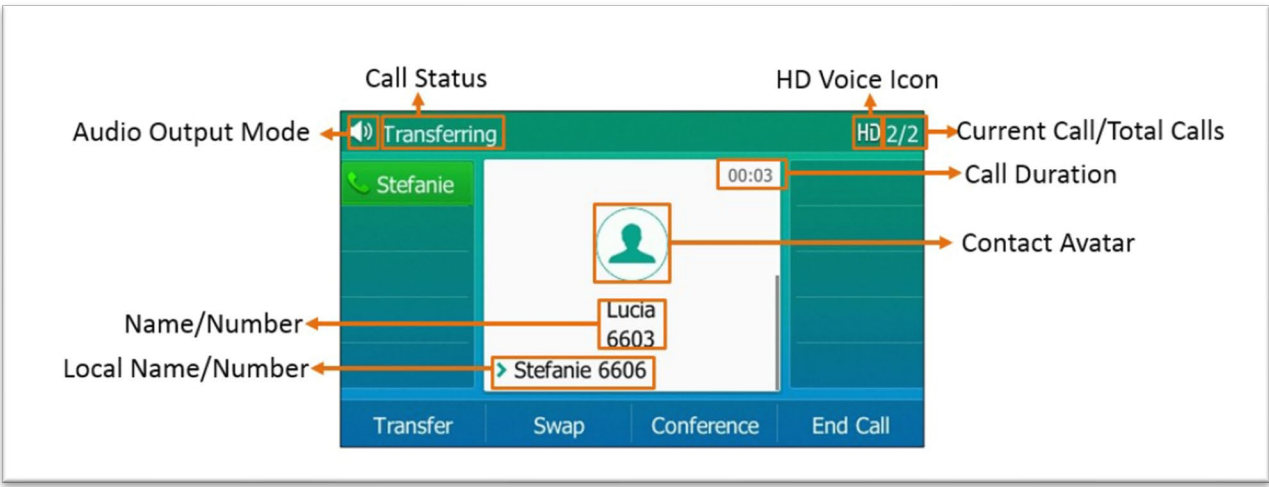 Call Status
HD Voice Icon
Audio Output Mode
Transferring
HD 2/2
Current Call/Total Calls
Stefanie
00:03
Call Duration
Contact Avatar
Name/Number
Lucia
6603
Local Name/Number
Stefanie 6606
Transfer
Swap
Conference
End Call